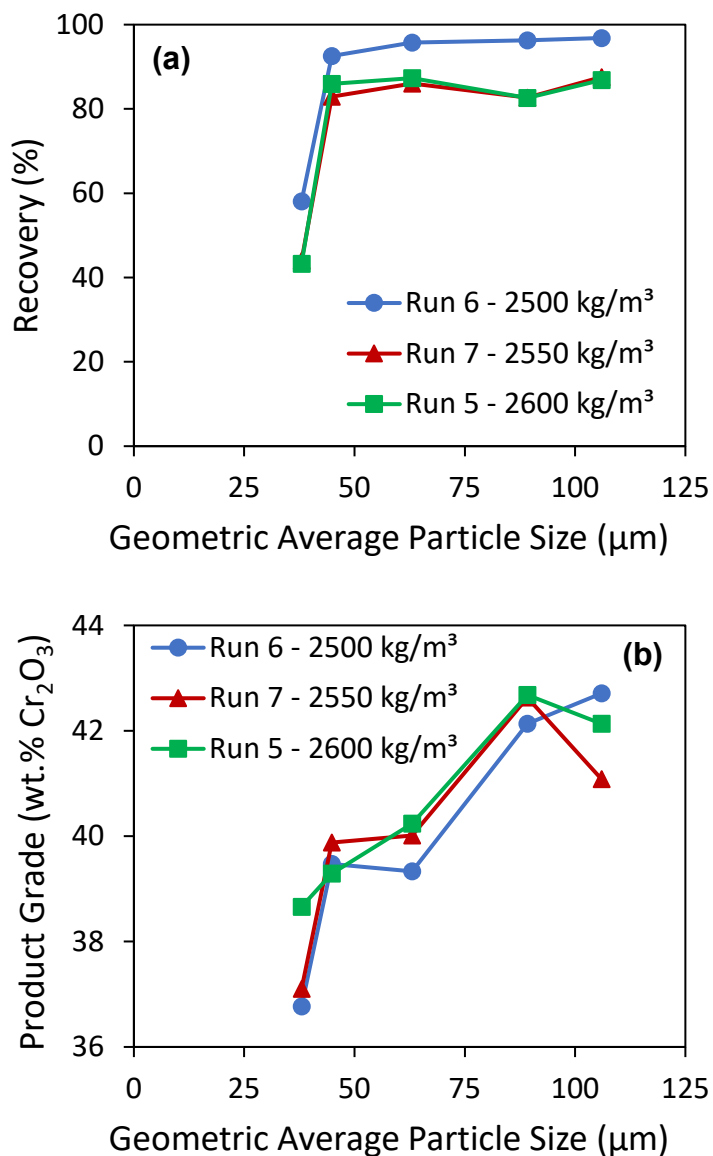 (a)
100
80
60
40
20
0
Recovery (%)
Run 6 - 2500 kg/m³
Run 7 - 2550 kg/m³
Run 5 - 2600 kg/m³
0 25 50 75 100 125
Geometric Average Particle Size (µm)
(b)
44
42
40
38
36
Product Grade (wt.% Cr₂O₃)
Run 6 - 2500 kg/m³
Run 7 - 2550 kg/m³
Run 5 - 2600 kg/m³
0 25 50 75 100 125
Geometric Average Particle Size (µm)